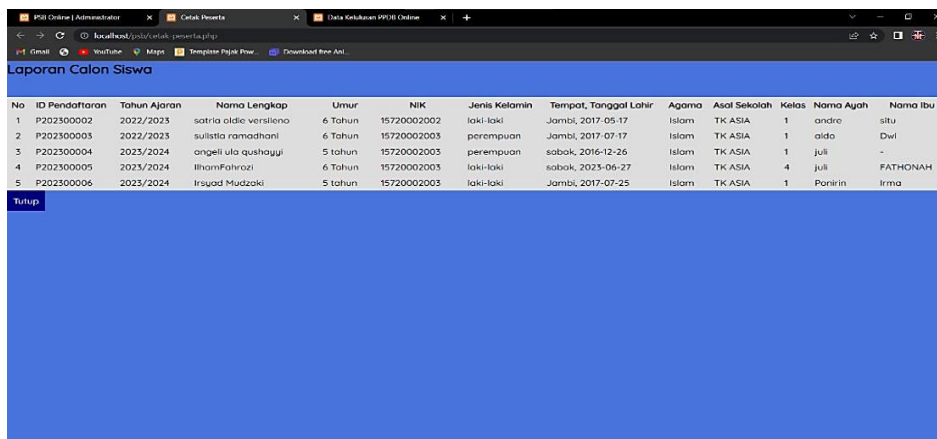 PSB Online | Administrator Cetak Peserta Data Kelulusan PPDB Online
localhost/psb/cetak-peserta.php
Gmail YouTube Maps Template Pajak Pow... Download free Ani...
Laporan Calon Siswa
No ID Pendaftaran Tahun Ajaran Nama Lengkap Umur NIK Jenis Kelamin Tempat, Tanggal Lahir Agama Asal Sekolah Kelas Nama Ayah Nama Ibu
1 P202300002 2022/2023 satria oldie versileno 6 Tahun 15720002002 laki-laki Jambi, 2017-05-17 Islam TK ASIA 1 andre situ
2 P202300003 2022/2023 sulistia ramadhani 6 Tahun 15720002003 perempuan Jambi, 2017-07-17 Islam TK ASIA 1 aldo Dwi
3 P202300004 2023/2024 angeli ula qushayyi 5 tahun 15720002003 perempuan sabak, 2016-12-26 Islam TK ASIA 1 juli -
4 P202300005 2023/2024 IlhamFahrozi 6 Tahun 15720002003 laki-laki sabak, 2023-06-27 Islam TK ASIA 4 juli FATHONAH
5 P202300006 2023/2024 Irsyad Mudzaki 5 tahun 15720002003 laki-laki Jambi, 2017-07-25 Islam TK ASIA 1 Ponirin Irma
Tutup